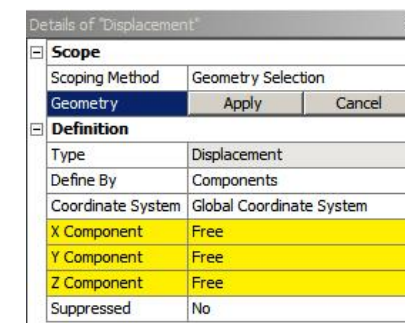 Details of "Displacement"
Scope
Scoping Method Geometry Selection
Geometry Apply Cancel
Definition
Type Displacement
Define By Components
Coordinate System Global Coordinate System
X Component Free
Y Component Free
Z Component Free
Suppressed No